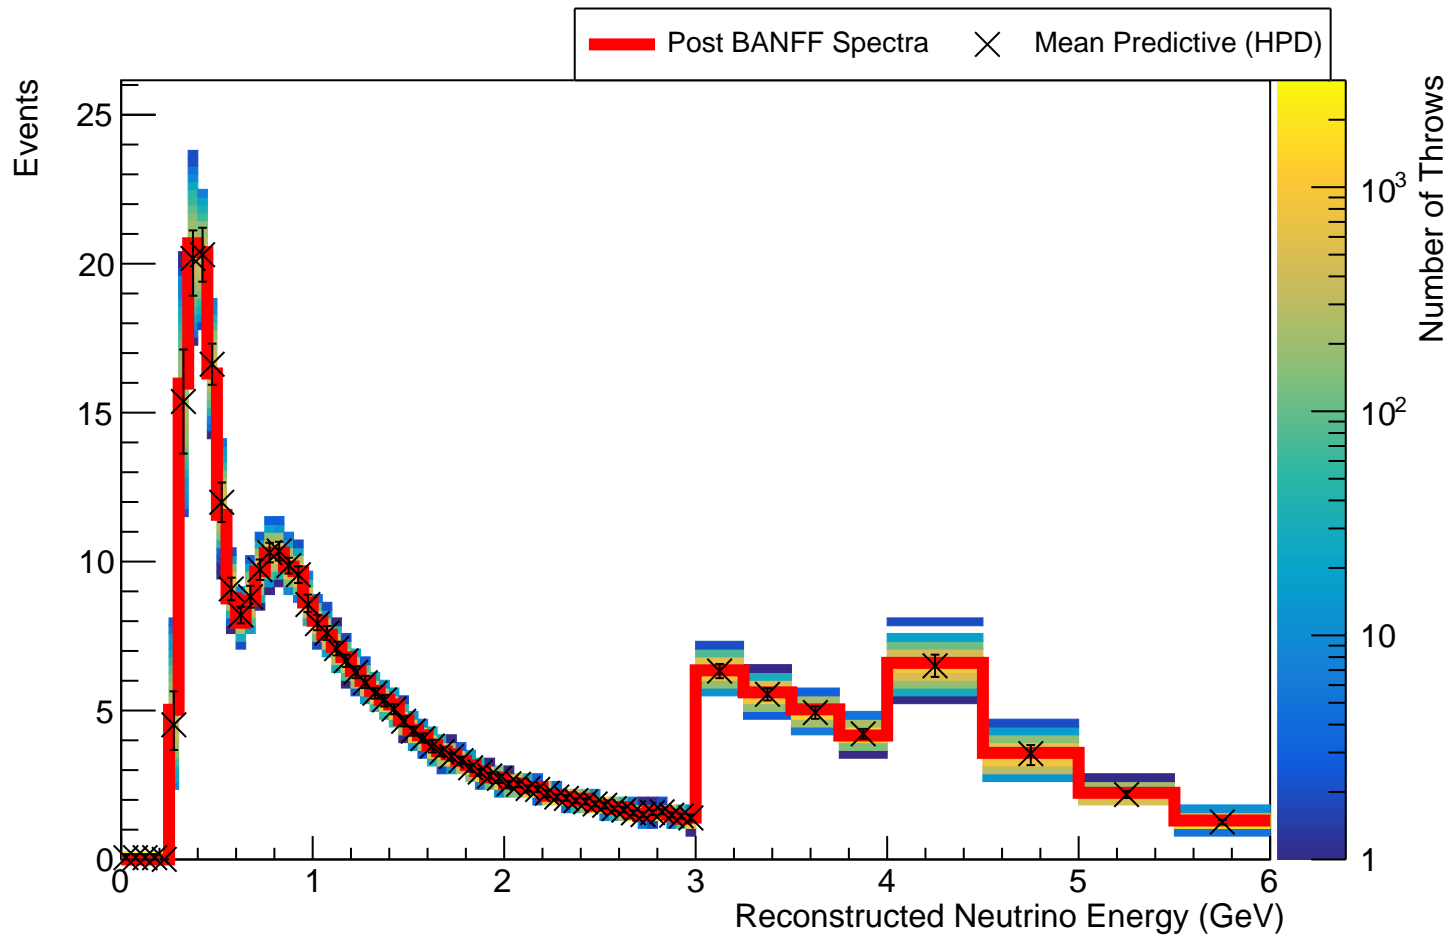 Post BANFF Spectra
Mean Predictive (HPD)
Events
25
20
15
10
5
0
0 1 2 3 4 5 6
Reconstructed Neutrino Energy (GeV)
10³
10²
10
1
Number of Throws